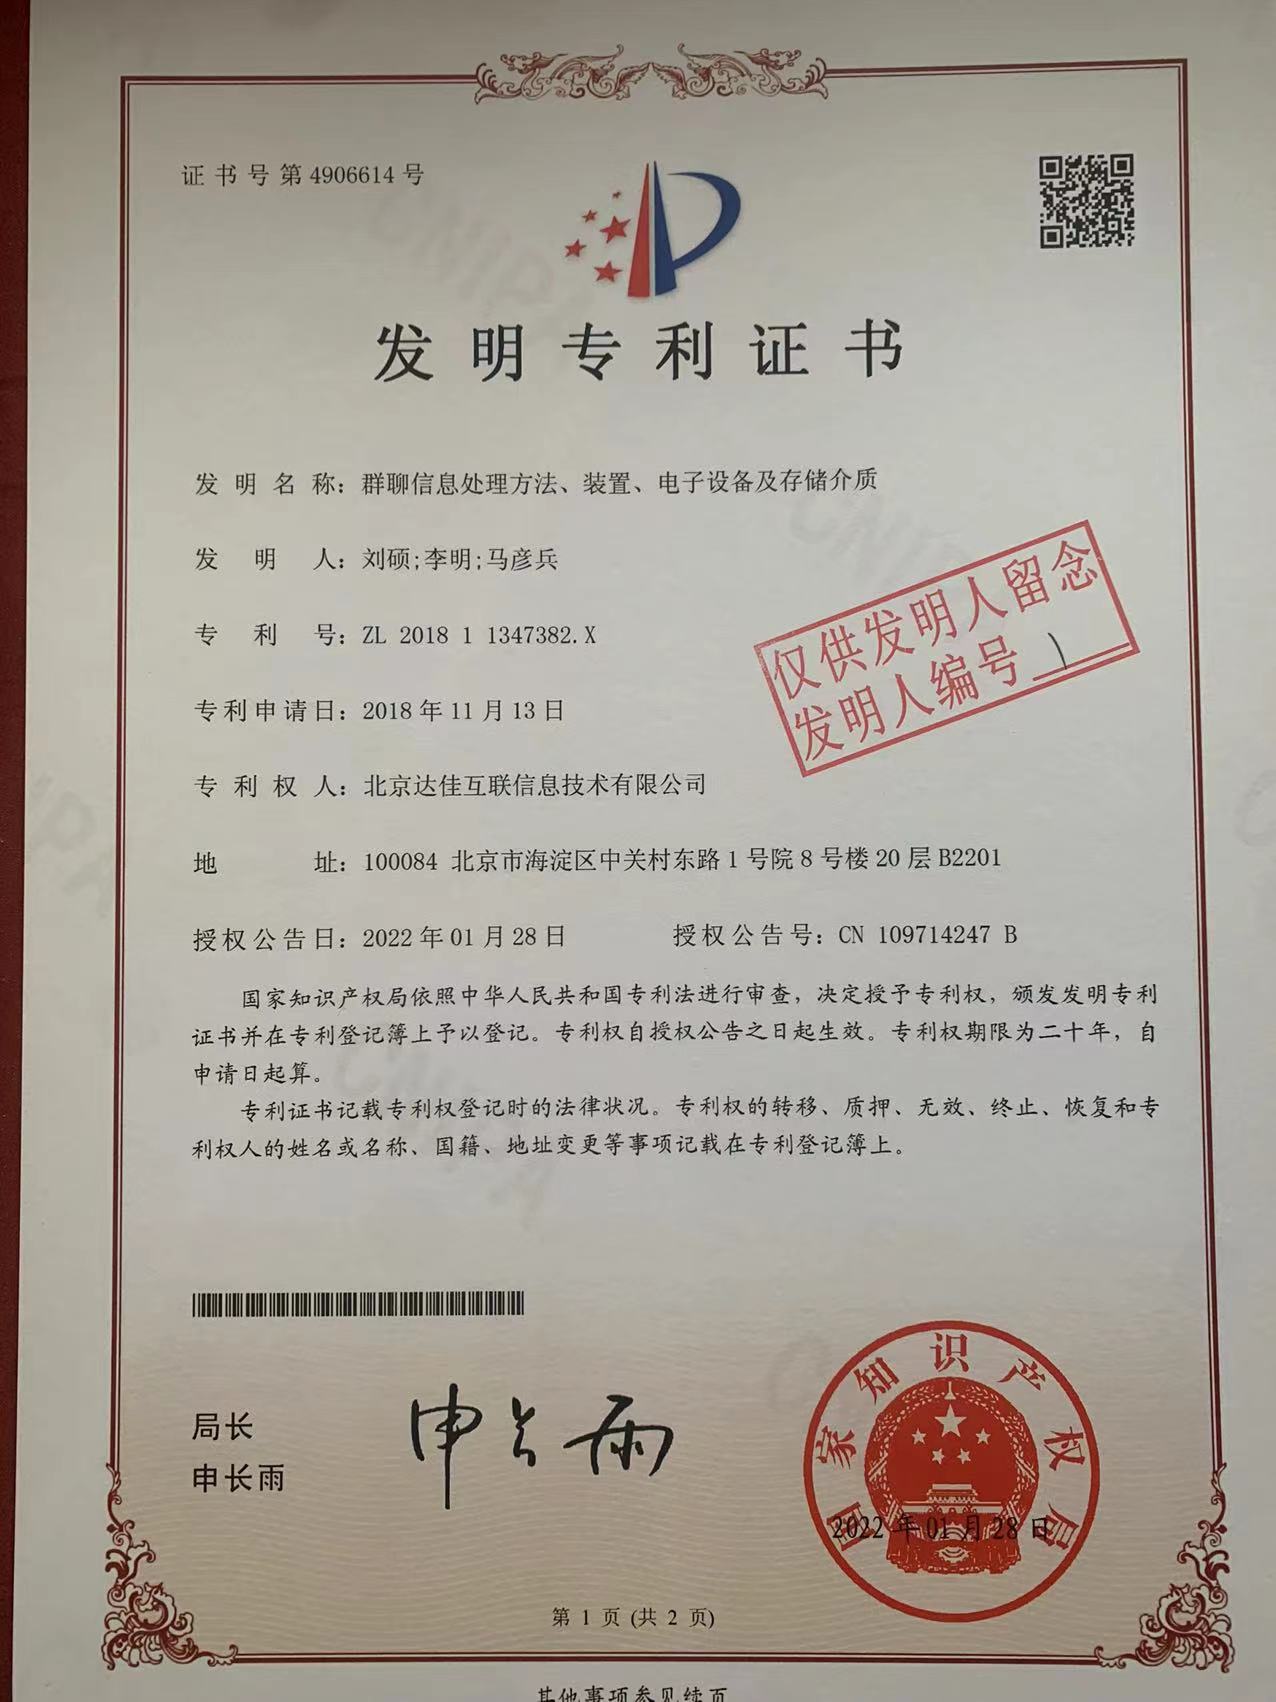 证书号第4906614号
发明专利证书
发明名称：群聊信息处理方法、装置、电子设备及存储介质
发明人：刘硕;李明;马彦兵
仅供发明人留念
发明人编号 1
专利号：ZL 2018 1 1347382.X
专利申请日：2018年11月13日
专利权人：北京达佳互联信息技术有限公司
地址：100084 北京市海淀区中关村东路1号院8号楼20层B2201
授权公告日：2022年01月28日 授权公告号：CN 109714247 B
国家知识产权局依照中华人民共和国专利法进行审查，决定授予专利权，颁发发明专利
证书并在专利登记簿上予以登记。专利权自授权公告之日起生效。专利权期限为二十年，自
申请日起算。
专利证书记载专利权登记时的法律状况。专利权的转移、质押、无效、终止、恢复和专
利权人的姓名或名称、国籍、地址变更等事项记载在专利登记簿上。
局长
申长雨
申长雨
国家知识产权局
2022年01月28日
第 1 页 (共 2 页)
其他事项参见续页
CNIPA
CNIPA
CNIPA